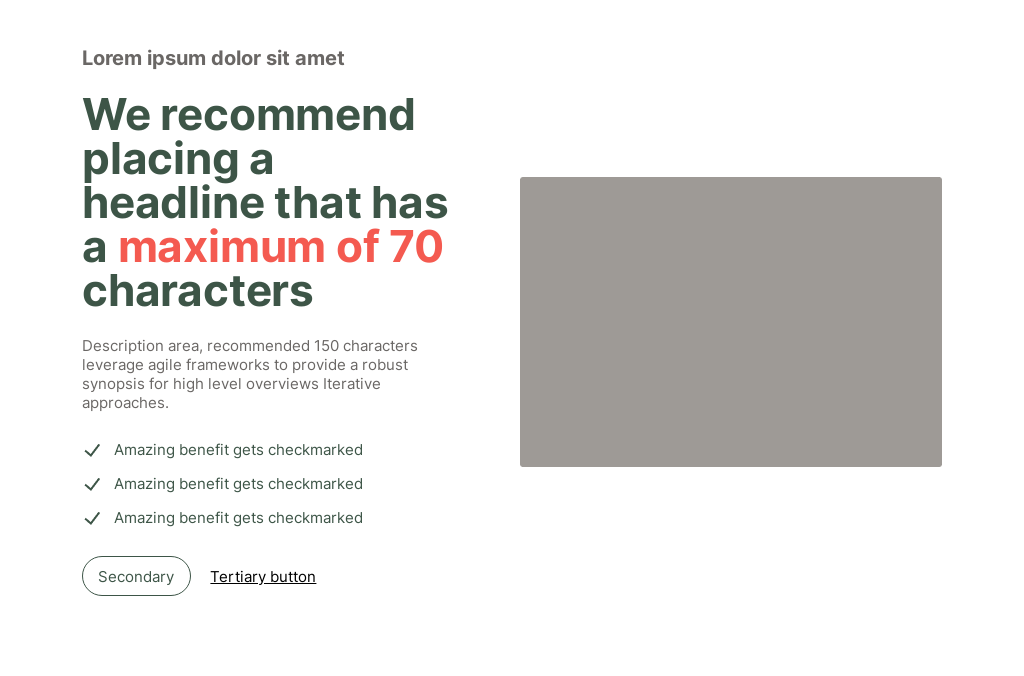 Lorem ipsum dolor sit amet
We recommend
placing a
headline that has
a maximum of 70
characters
Description area, recommended 150 characters
leverage agile frameworks to provide a robust
synopsis for high level overviews Iterative
approaches.
Amazing benefit gets checkmarked
Amazing benefit gets checkmarked
Amazing benefit gets checkmarked
Secondary Tertiary button